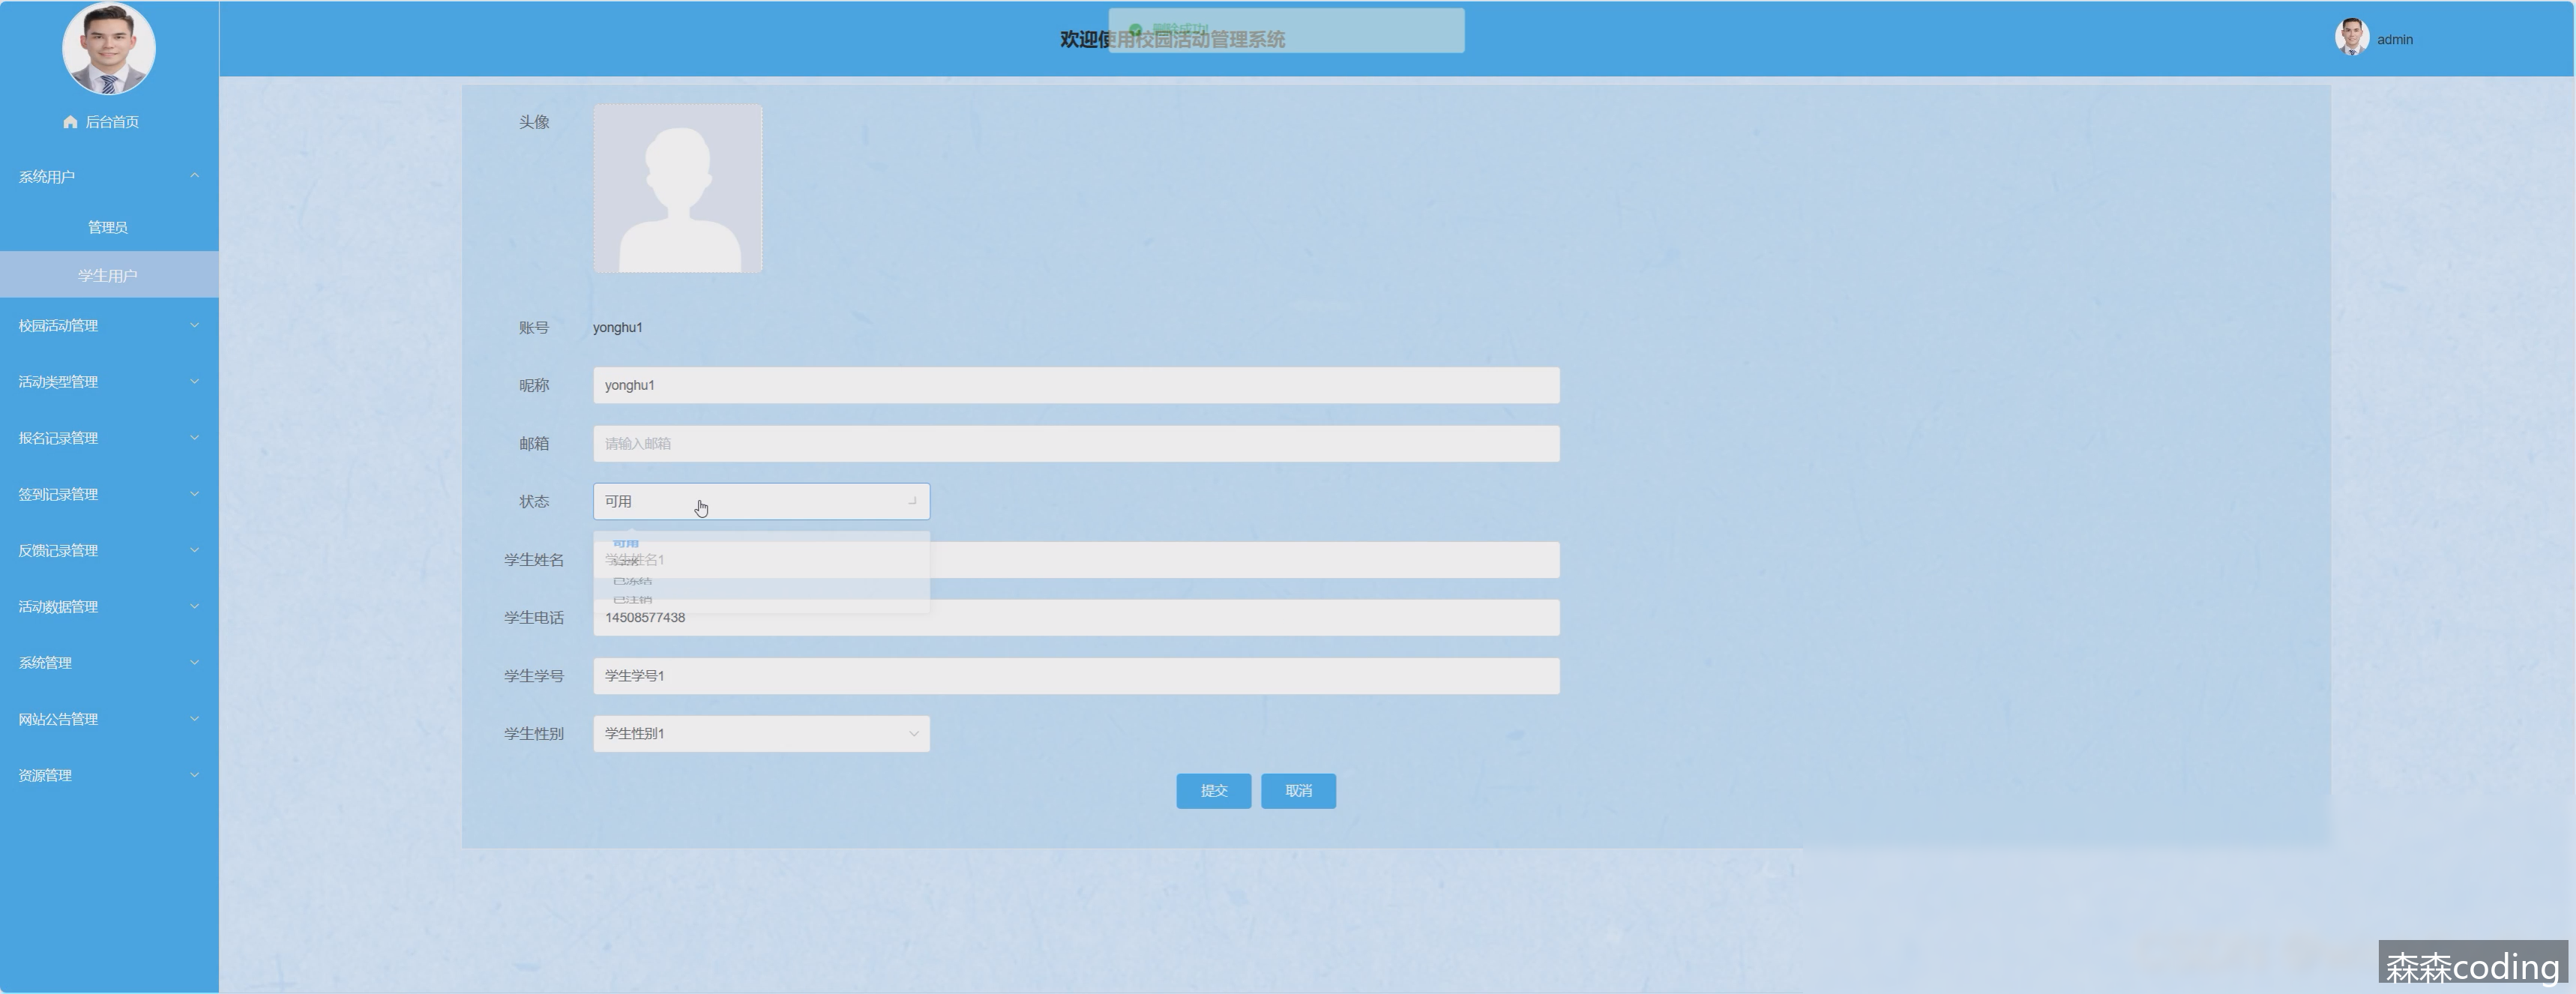 欢迎使用校园活动管理系统
admin
后台首页
系统用户
管理员
学生用户
校园活动管理
活动类型管理
报名记录管理
签到记录管理
反馈记录管理
活动数据管理
系统管理
网站公告管理
资源管理
头像
账号 yonghu1
昵称 yonghu1
邮箱 请输入邮箱
状态 可用
可用
已冻结
已注销
学生姓名 学生姓名1
学生电话 14508577438
学生学号 学生学号1
学生性别 学生性别1
提交 取消
森森coding